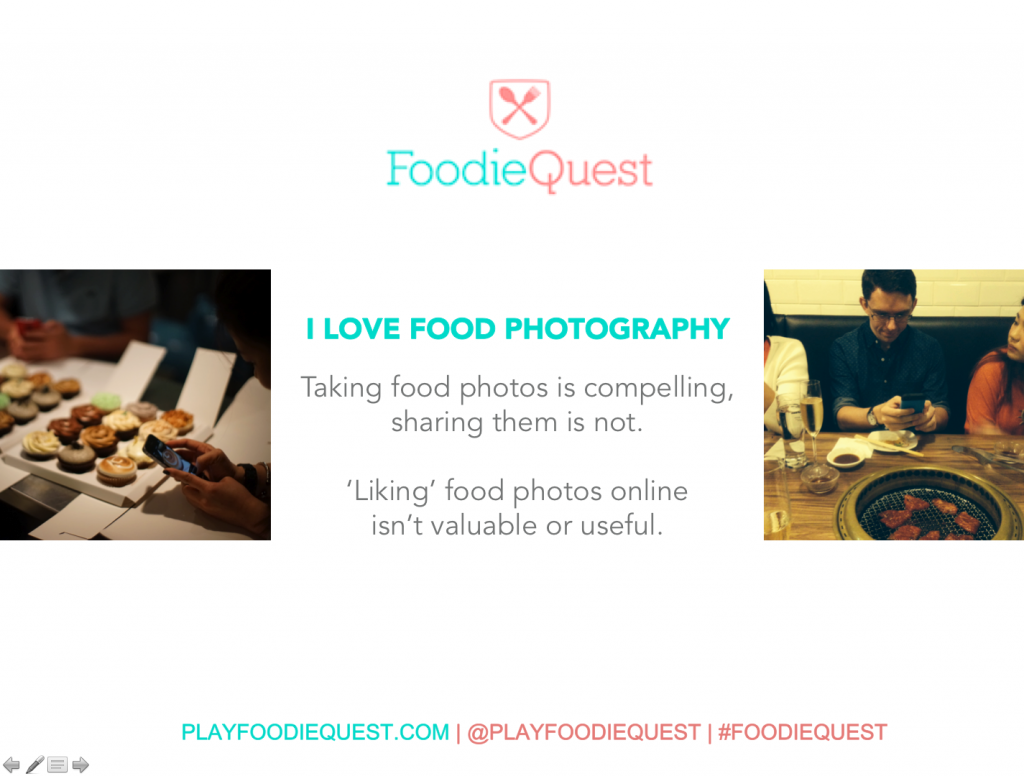 FoodieQuest
I LOVE FOOD PHOTOGRAPHY
Taking food photos is compelling,
sharing them is not.
‘Liking’ food photos online
isn’t valuable or useful.
PLAYFOODIEQUEST.COM | @PLAYFOODIEQUEST | #FOODIEQUEST